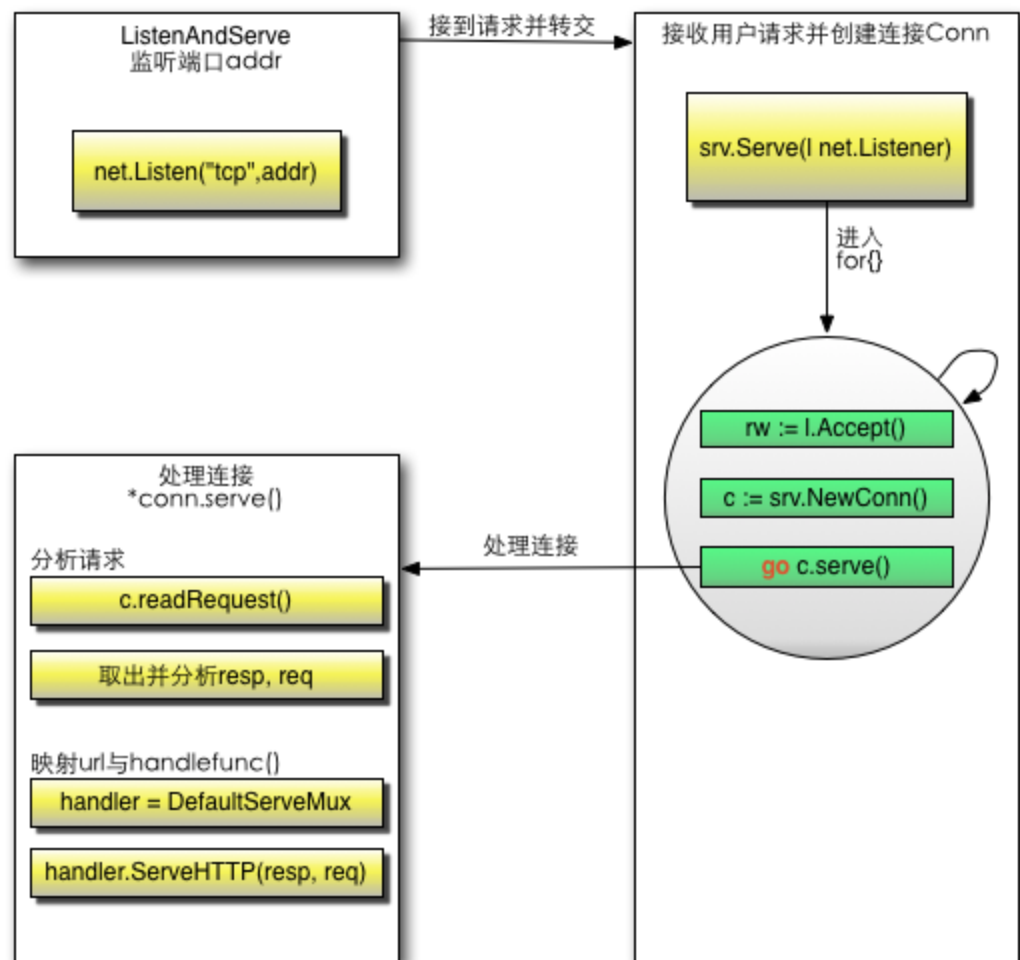 ListenAndServe
监听端口addr
net.Listen("tcp",addr)
接到请求并转交
接收用户请求并创建连接Conn
srv.Serve(l net.Listener)
进入
for{}
rw := l.Accept()
c := srv.NewConn()
go c.serve()
处理连接
处理连接
*conn.serve()
分析请求
c.readRequest()
取出并分析resp, req
映射url与handlefunc()
handler = DefaultServeMux
handler.ServeHTTP(resp, req)